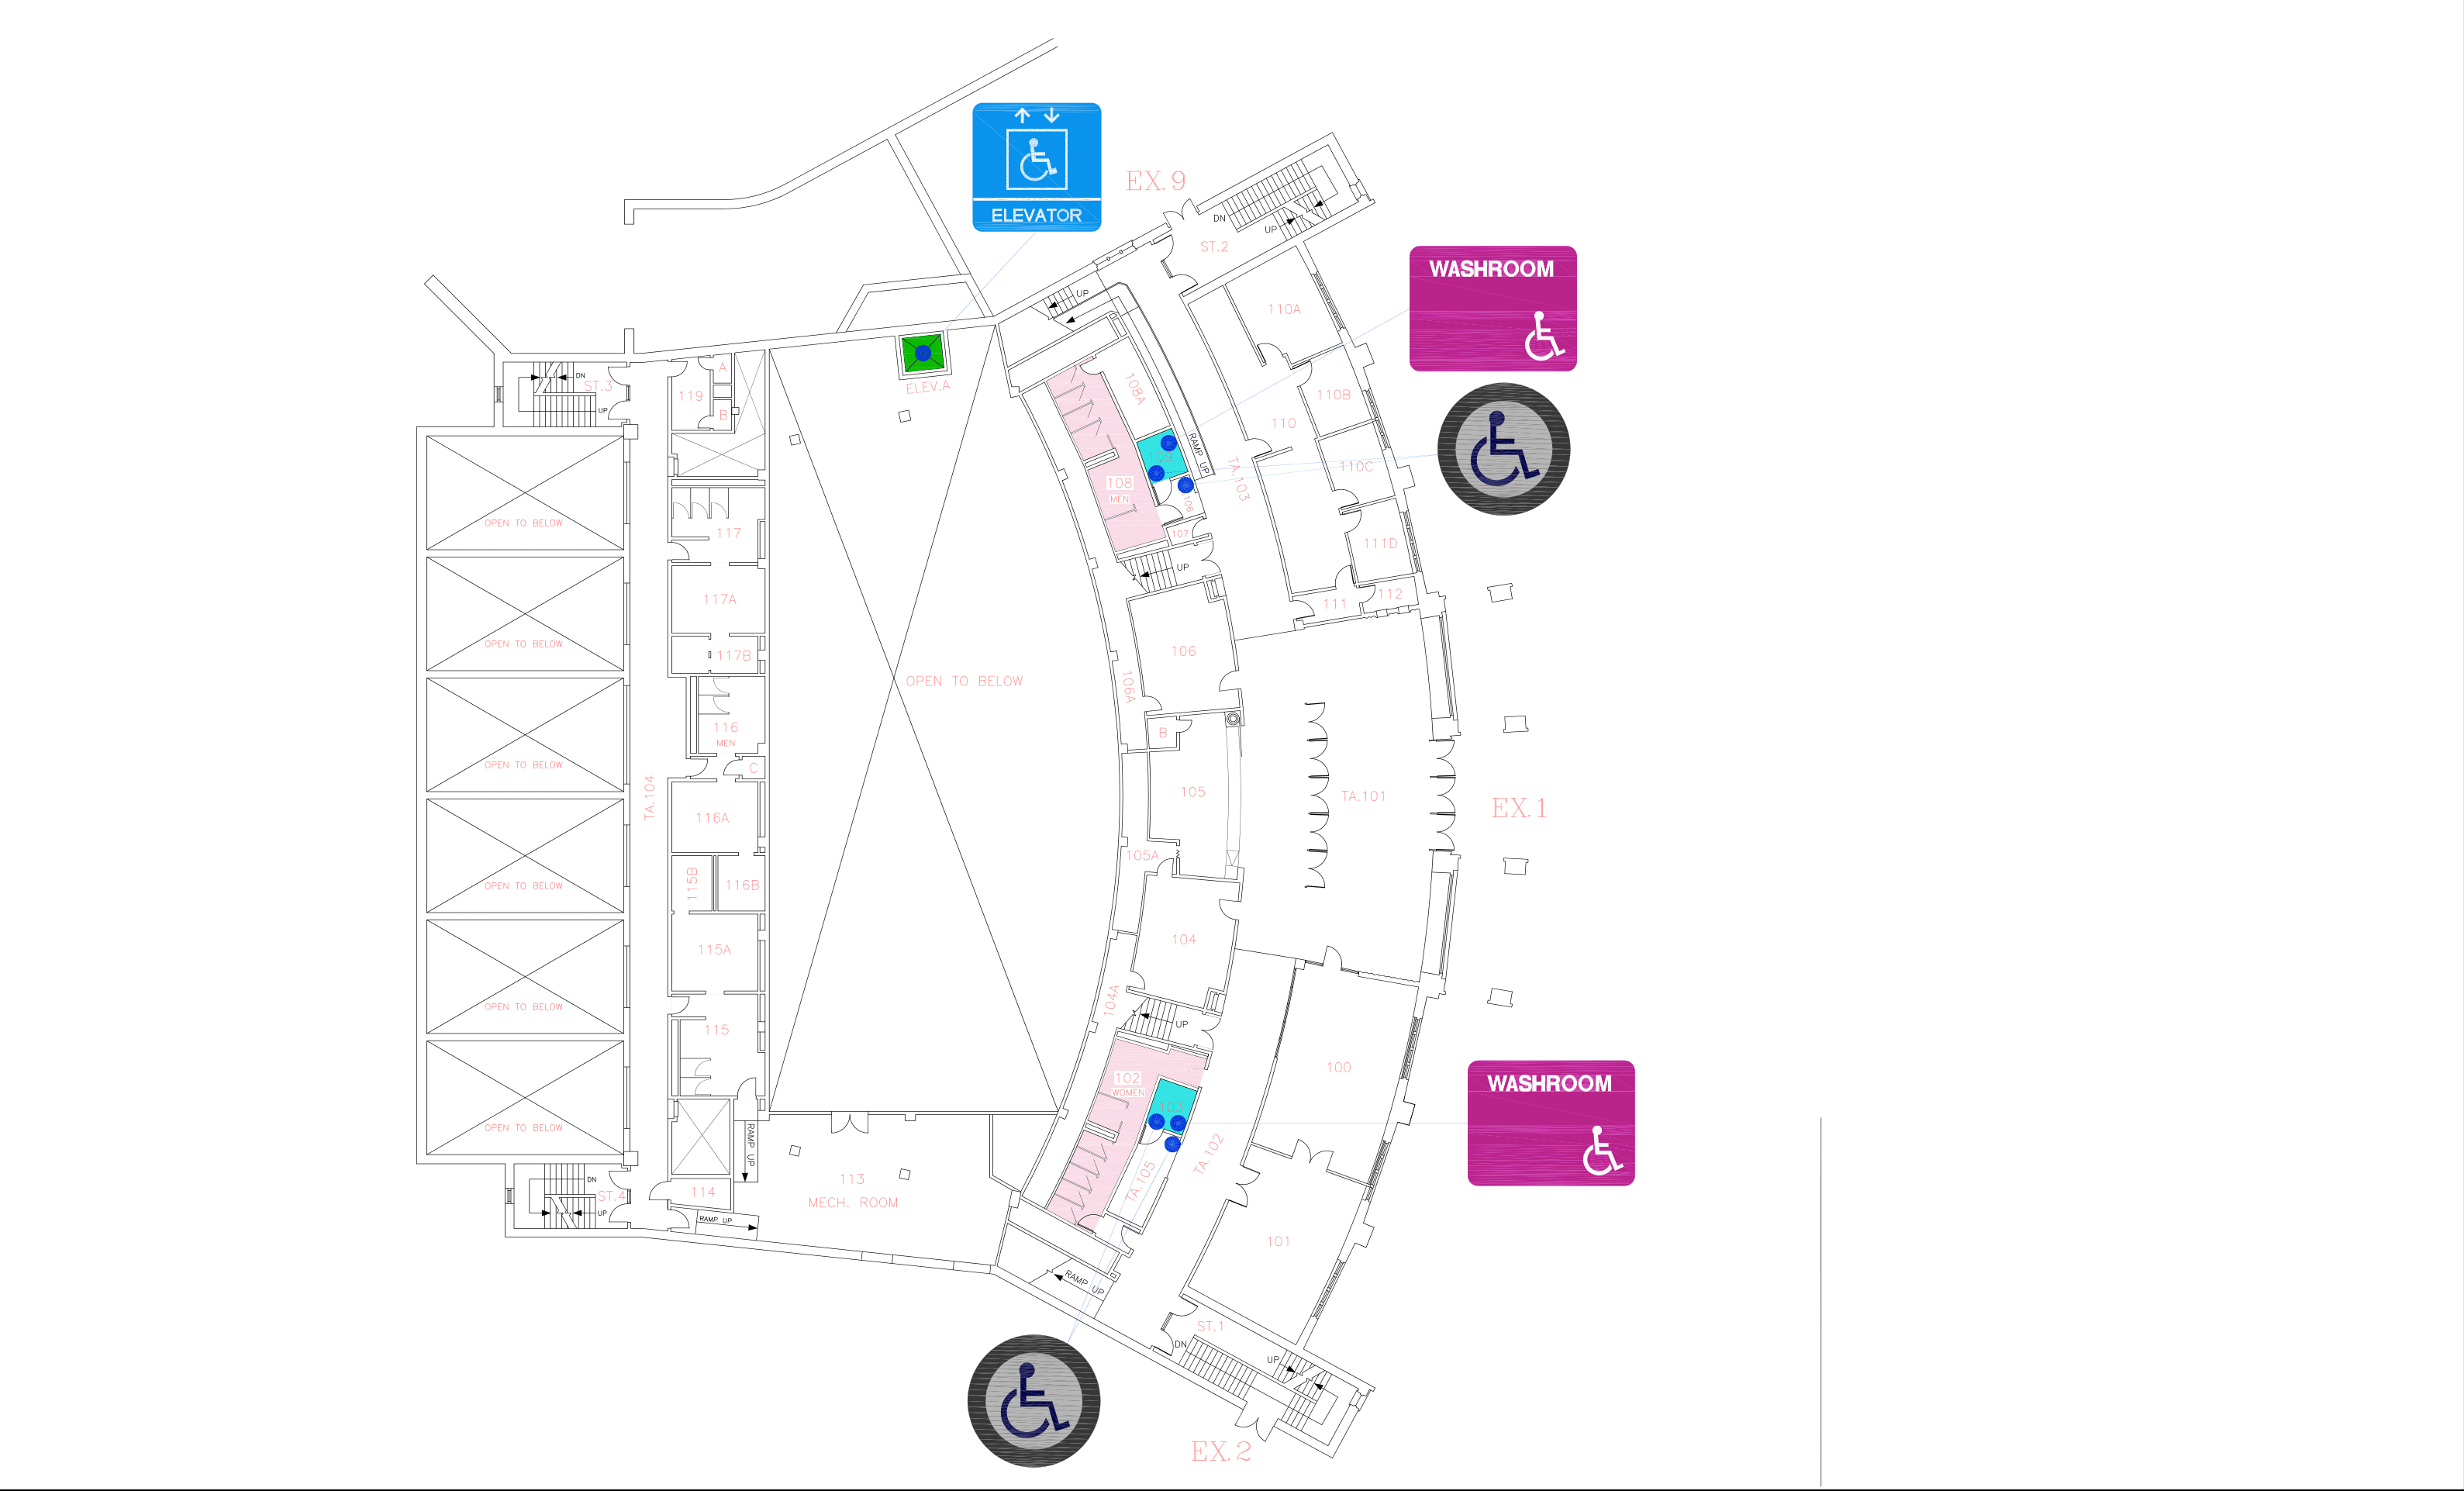 ELEVATOR
EX.9
DN
UP
ST.2
WASHROOM
UP
110A
ELEV.A
108A
110B
110
109
RAMP UP
110C
TA.103
108
MEN
106
107
111D
UP
111
112
106
106A
B
105
TA.101
EX.1
105A
104
104A
UP
100
102
WOMEN
103
WASHROOM
TA.102
TA.105
101
RAMP UP
ST.1
DN
UP
EX.2
ST.3
DN
UP
119
A
B
OPEN TO BELOW
117
117A
OPEN TO BELOW
117B
OPEN TO BELOW
116
MEN
OPEN TO BELOW
C
TA.104
116A
OPEN TO BELOW
115B
116B
115A
OPEN TO BELOW
115
OPEN TO BELOW
RAMP UP
113
MECH. ROOM
114
RAMP UP
DN
ST.4
UP